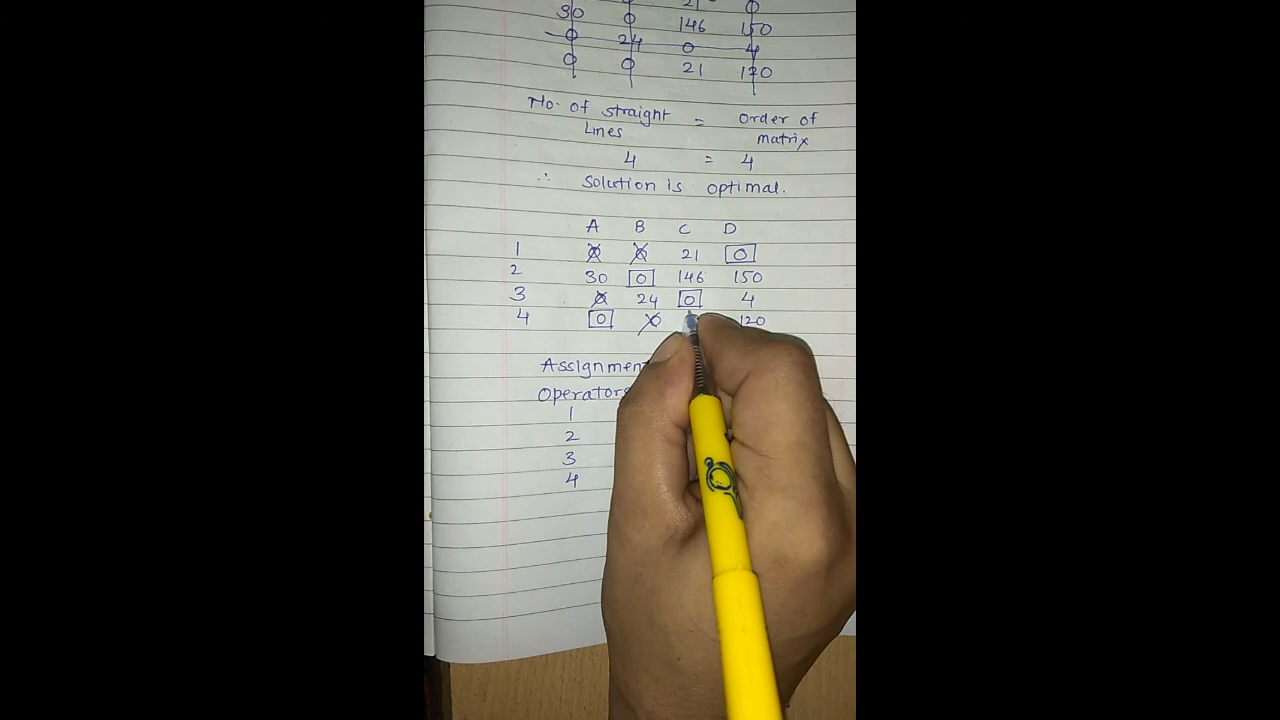 21 0
30 0 146 150
0 24 0 4
0 0 21 120
No. of straight Lines = order of matrix
4 = 4
∴ Solution is optimal.
A B C D
1 0 0 21 0
2 30 0 146 150
3 0 24 0 4
4 0 0 120
Assignment
Operators
1
2
3
4